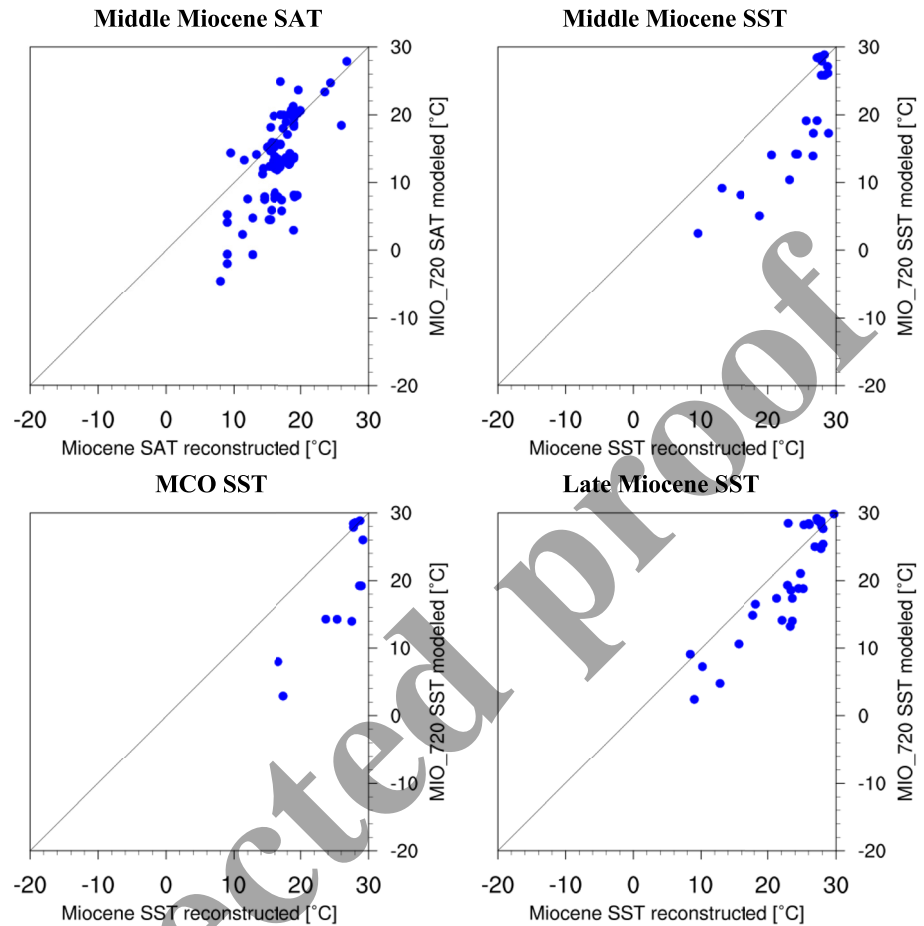 Middle Miocene SAT
30
20
10
0
-10
-20
MIO_720 SAT modeled [°C]
-20 -10 0 10 20 30
Miocene SAT reconstructed [°C]
Middle Miocene SST
30
20
10
0
-10
-20
MIO_720 SST modeled [°C]
-20 -10 0 10 20 30
Miocene SST reconstructed [°C]
MCO SST
30
20
10
0
-10
-20
MIO_720 SST modeled [°C]
-20 -10 0 10 20 30
Miocene SST reconstructed [°C]
Late Miocene SST
30
20
10
0
-10
-20
MIO_720 SST modeled [°C]
-20 -10 0 10 20 30
Miocene SST reconstructed [°C]
ected proof